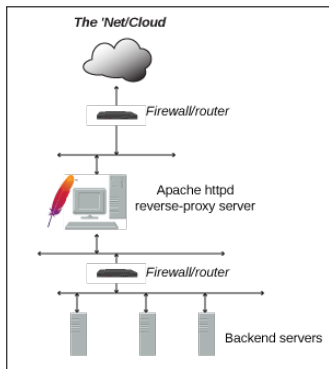 The 'Net/Cloud
Firewall/router
Apache httpd
reverse-proxy server
Firewall/router
Backend servers